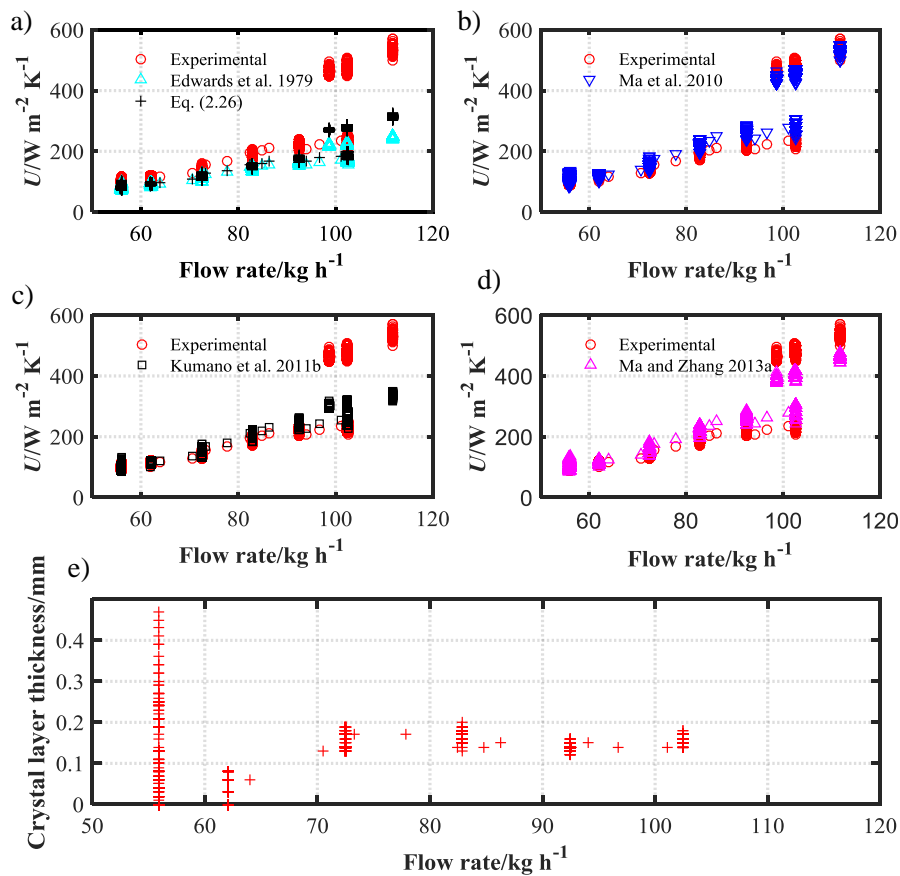 a)
600
400
200
0
U/W m⁻² K⁻¹
Experimental
Edwards et al. 1979
Eq. (2.26)
60 80 100 120
Flow rate/kg h⁻¹
b)
600
400
200
0
U/W m⁻² K⁻¹
Experimental
Ma et al. 2010
60 80 100 120
Flow rate/kg h⁻¹
c)
600
400
200
0
U/W m⁻² K⁻¹
Experimental
Kumano et al. 2011b
60 80 100 120
Flow rate/kg h⁻¹
d)
600
400
200
0
U/W m⁻² K⁻¹
Experimental
Ma and Zhang 2013a
60 80 100 120
Flow rate/kg h⁻¹
e)
0.4
0.3
0.2
0.1
0
Crystal layer thickness/mm
50 60 70 80 90 100 110 120
Flow rate/kg h⁻¹